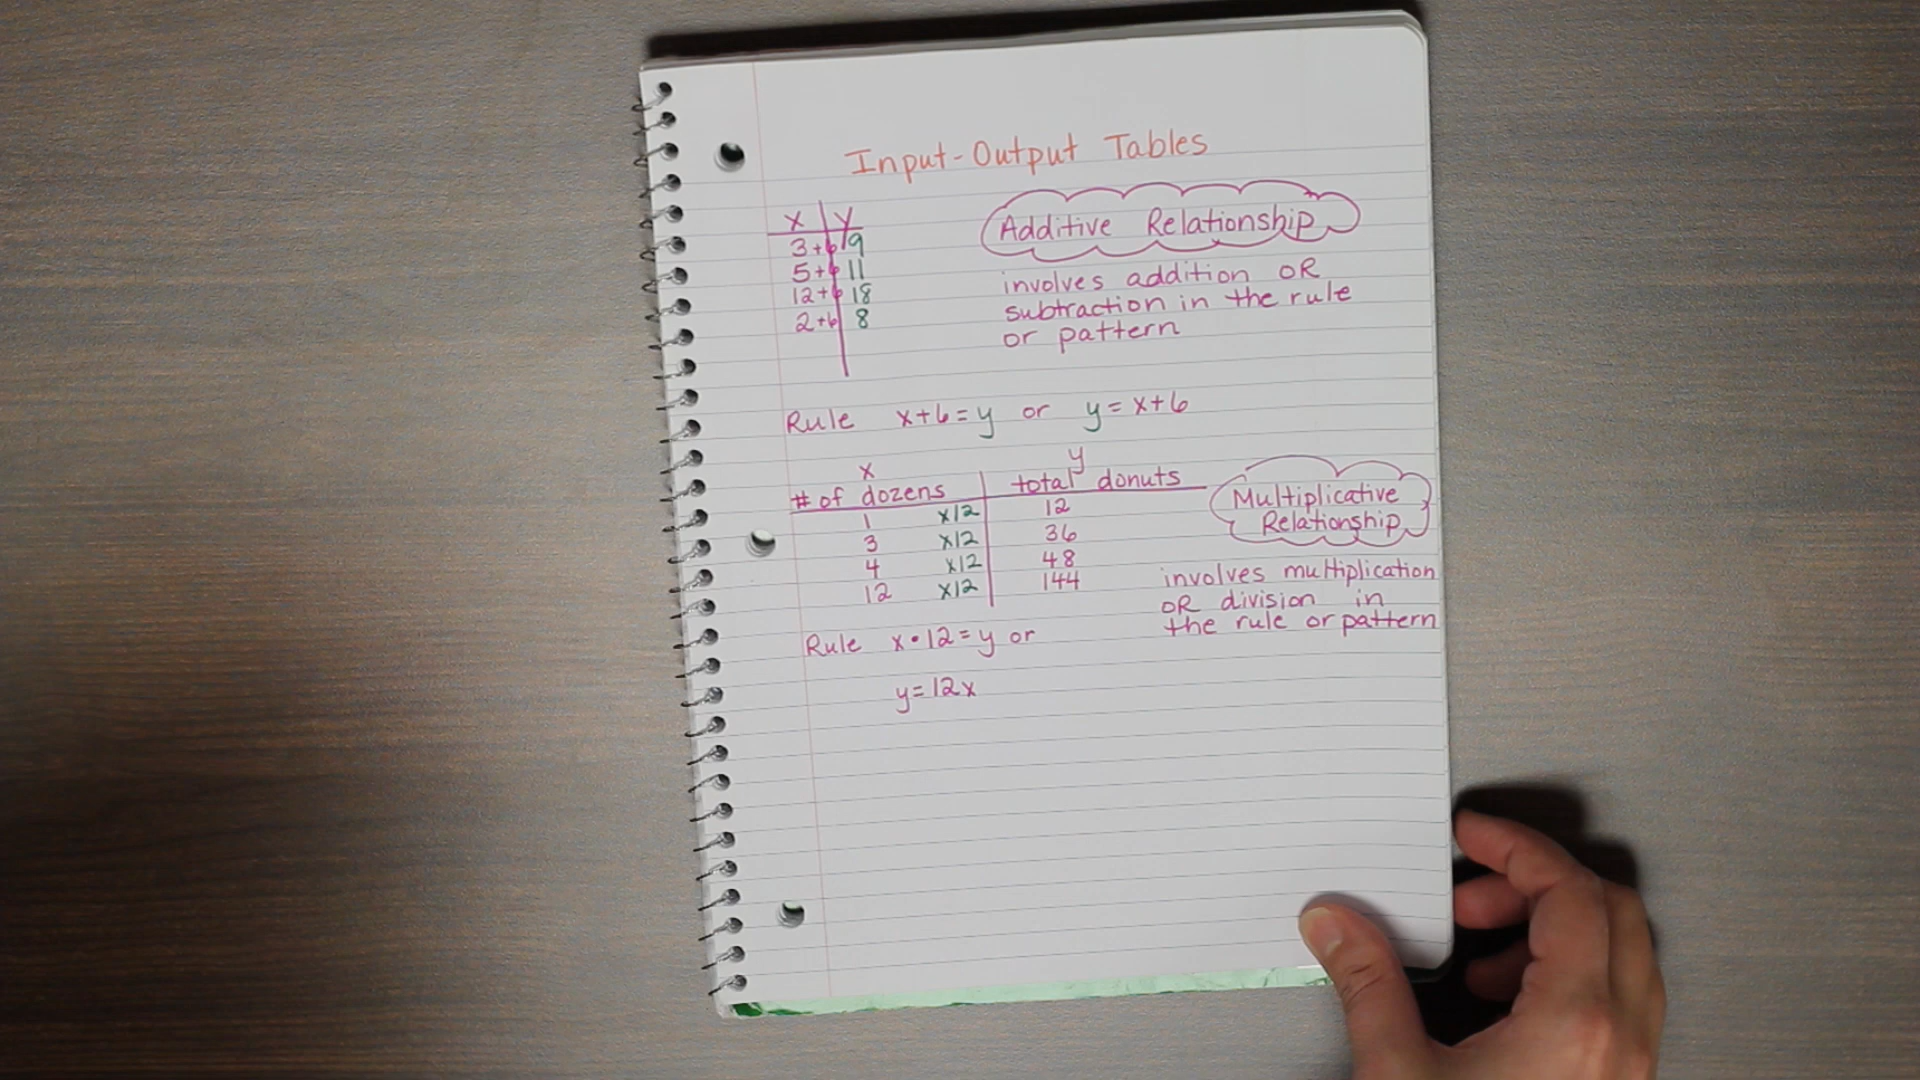 Input-Output Tables
x y
3+6 9
5+6 11
12+6 18
2+6 8
Additive Relationship
involves addition OR
subtraction in the rule
or pattern
Rule x+6=y or y=x+6
x y
# of dozens total donuts
1 x12 12
3 x12 36
4 x12 48
12 x12 144
Multiplicative
Relationship
involves multiplication
OR division in
the rule or pattern
Rule x•12=y or
y=12x